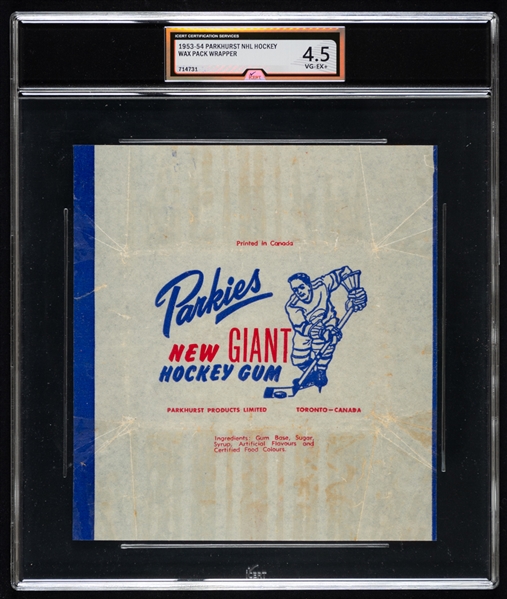 ICERT CERTIFICATION SERVICES
1953-54 PARKHURST NHL HOCKEY
WAX PACK WRAPPER
714731
4.5
VG-EX+
ICERT
Printed in Canada
Parkies
NEW GIANT
HOCKEY GUM
PARKHURST PRODUCTS LIMITED TORONTO-CANADA
Ingredients: Gum Base, Sugar,
Syrup, Artificial Flavours and
Certified Food Colours.
ICERT